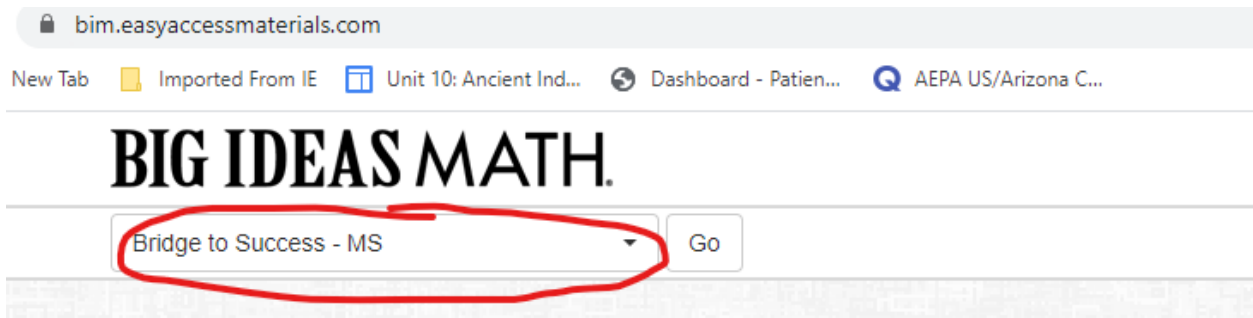 bim.easyaccessmaterials.com
New Tab Imported From IE Unit 10: Ancient Ind... Dashboard - Patien... AEPA US/Arizona C...
BIG IDEAS MATH.
Bridge to Success - MS Go